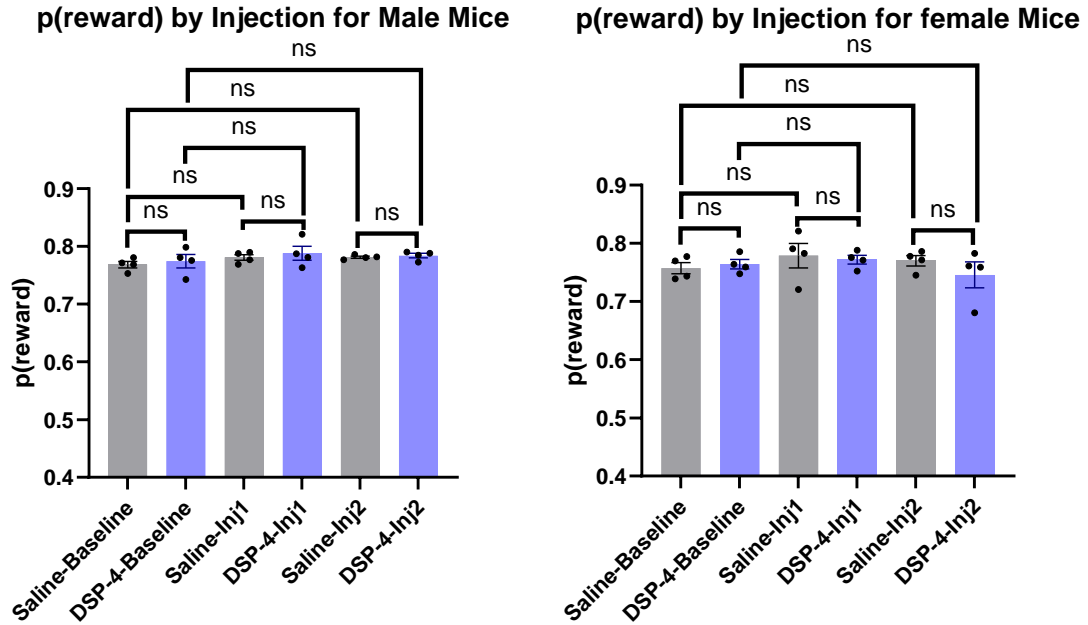 p(reward) by Injection for Male Mice
ns
ns
ns
ns
ns
ns
ns
0.9
0.8
0.7
0.6
0.5
0.4
p(reward)
Saline-Baseline
DSP-4-Baseline
Saline-Inj1
DSP-4-Inj1
Saline-Inj2
DSP-4-Inj2
p(reward) by Injection for female Mice
ns
ns
ns
ns
ns
ns
ns
0.9
0.8
0.7
0.6
0.5
0.4
p(reward)
Saline-Baseline
DSP-4-Baseline
Saline-Inj1
DSP-4-Inj1
Saline-Inj2
DSP-4-Inj2